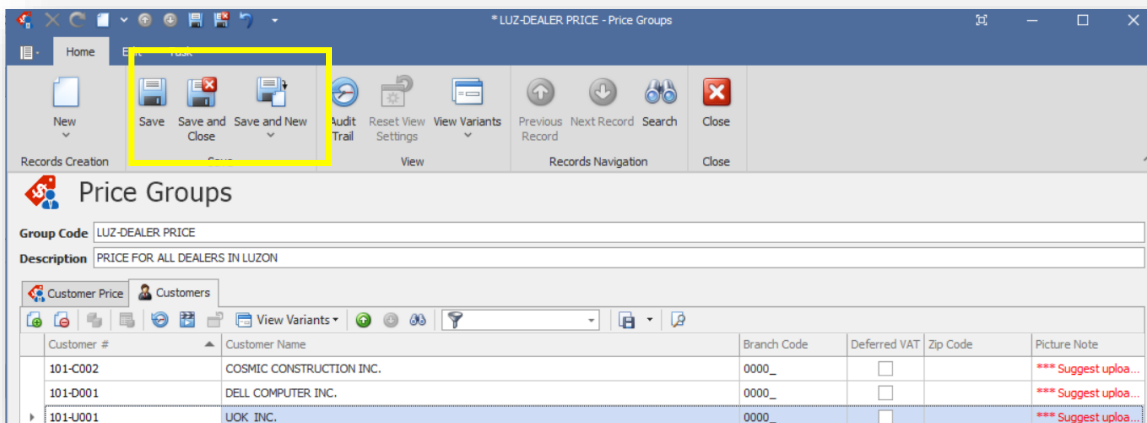 *LUZ-DEALER PRICE - Price Groups
Home
New Save Save and Close Save and New Audit Trail Reset View Settings View Variants Previous Record Next Record Search Close
Records Creation View Records Navigation Close
Price Groups
Group Code LUZ-DEALER PRICE
Description PRICE FOR ALL DEALERS IN LUZON
Customer Price Customers
View Variants
Customer # Customer Name Branch Code Deferred VAT Zip Code Picture Note
101-C002 COSMIC CONSTRUCTION INC. 0000_ *** Suggest uploa...
101-D001 DELL COMPUTER INC. 0000_ *** Suggest uploa...
101-U001 UOK INC. 0000_ *** Suggest uploa...